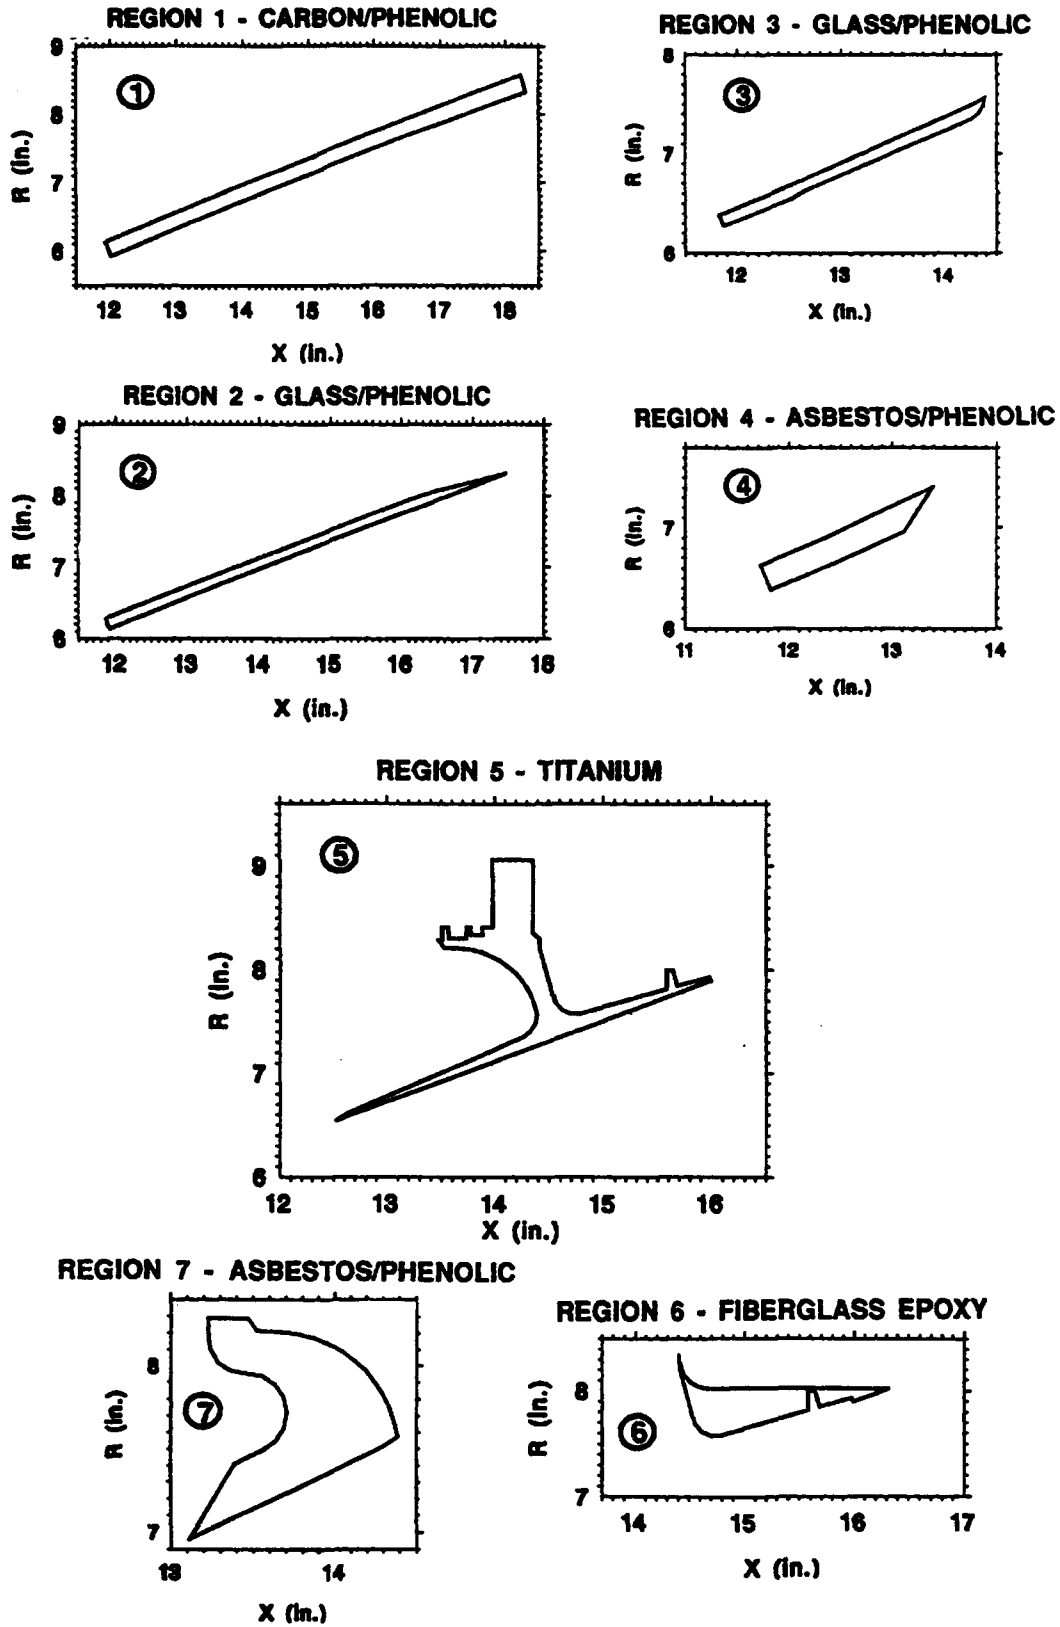 REGION 1 - CARBON/PHENOLIC
9
8
7
6
R (in.)
1
12 13 14 15 16 17 18
X (in.)
REGION 3 - GLASS/PHENOLIC
8
7
6
R (in.)
3
12 13 14
X (in.)
REGION 2 - GLASS/PHENOLIC
9
8
7
6
R (in.)
2
12 13 14 15 16 17 18
X (in.)
REGION 4 - ASBESTOS/PHENOLIC
7
6
R (in.)
4
11 12 13 14
X (in.)
REGION 5 - TITANIUM
9
8
7
6
R (in.)
5
12 13 14 15 16
X (in.)
REGION 7 - ASBESTOS/PHENOLIC
8
7
R (in.)
7
13 14
X (in.)
REGION 6 - FIBERGLASS EPOXY
8
7
R (in.)
6
14 15 16 17
X (in.)